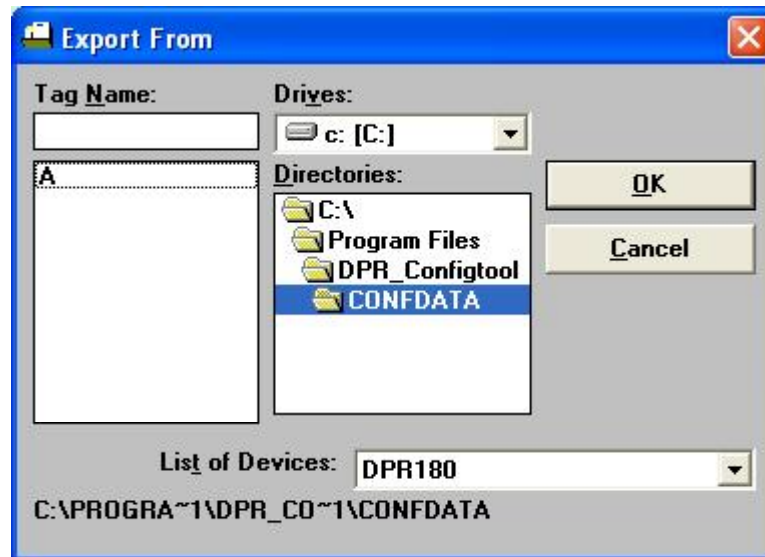 Export From
Tag Name:
Drives:
c: [C:]
A
Directories:
C:\
Program Files
DPR_Configtool
CONFDATA
OK
Cancel
List of Devices:
DPR180
C:\PROGRA~1\DPR_CO~1\CONFDATA